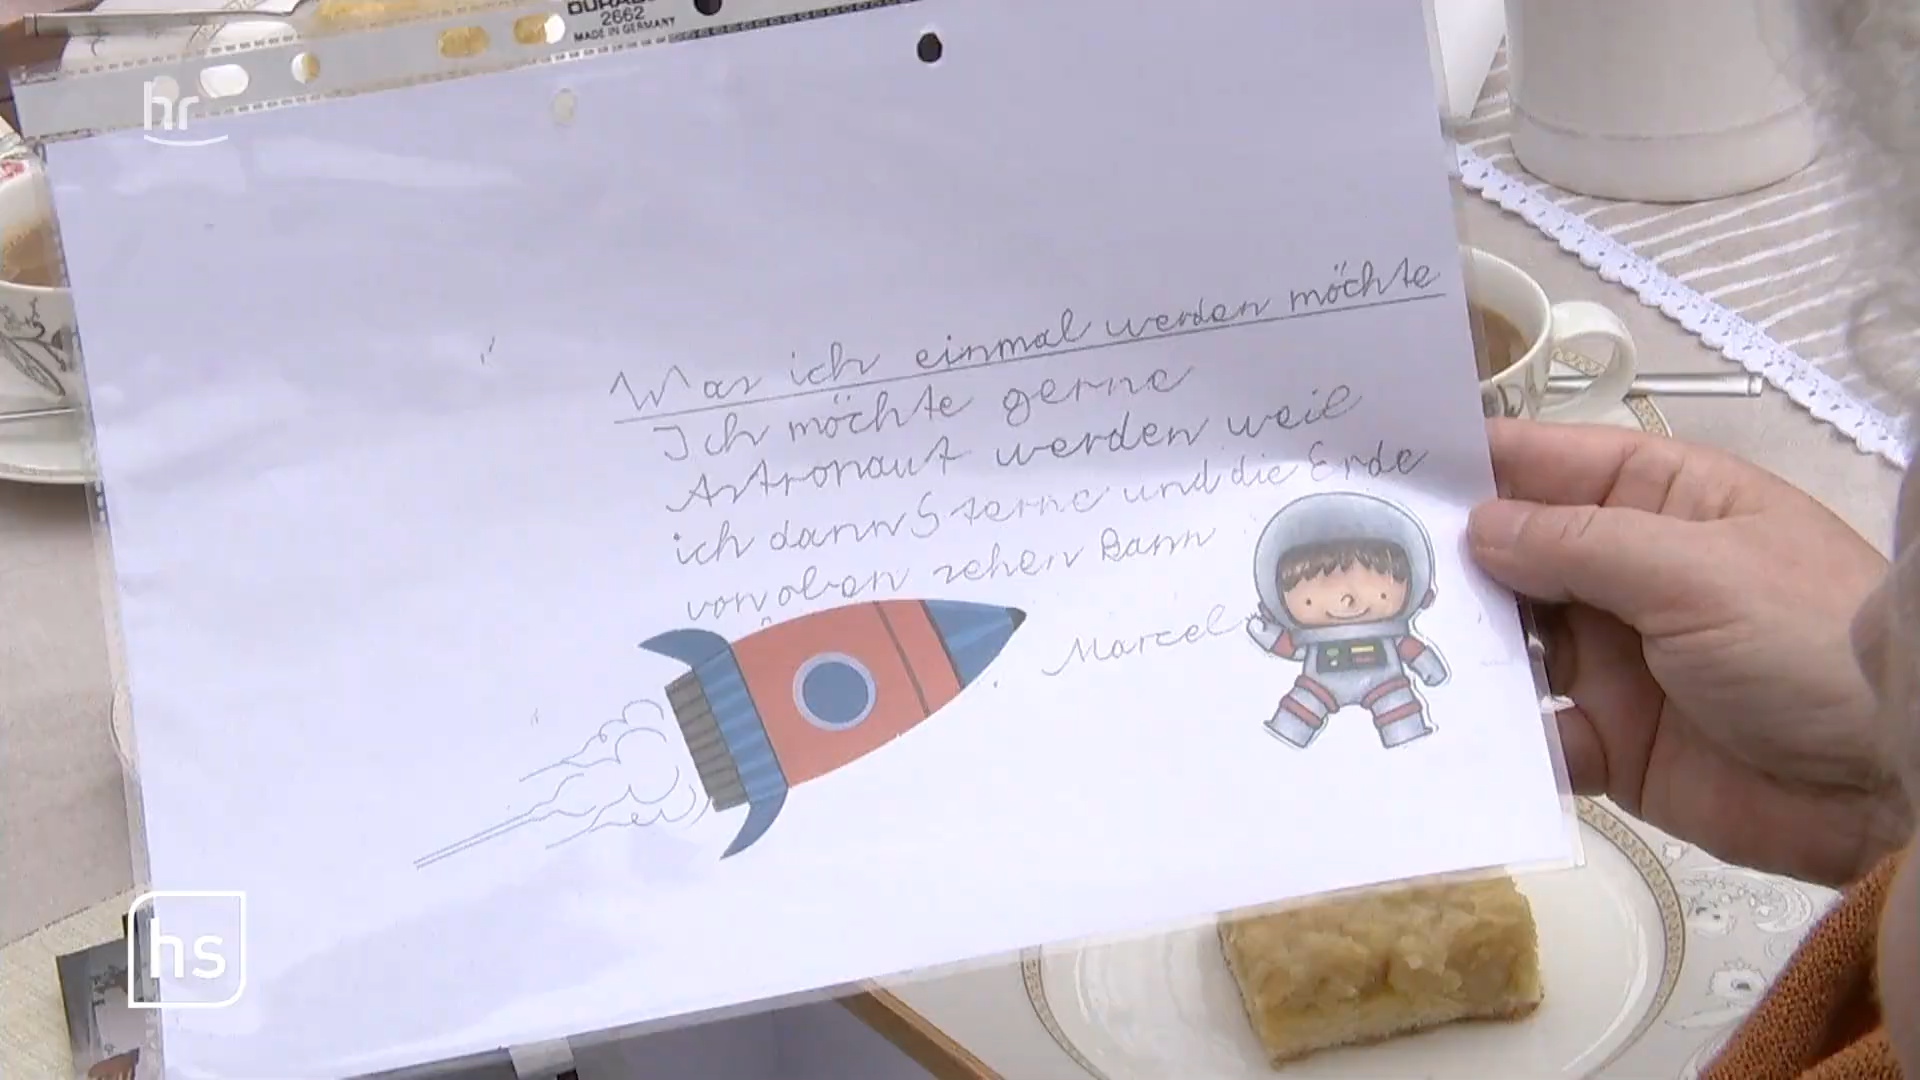 DURABLE
2662
MADE IN GERMANY
hr
Was ich einmal werden möchte
Ich möchte gerne
Astronaut werden weil
ich dann Sterne und die Erde
von oben sehen kann
Marcel
hs